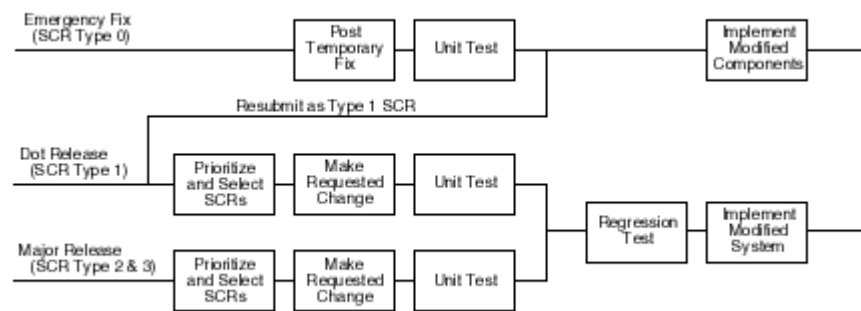 Emergency Fix
(SCR Type 0)
Post
Temporary
Fix
Unit Test
Implement
Modified
Components
Resubmit as Type 1 SCR
Dot Release
(SCR Type 1)
Prioritize
and Select
SCRs
Make
Requested
Change
Unit Test
Regression
Test
Implement
Modified
System
Major Release
(SCR Type 2 & 3)
Prioritize
and Select
SCRs
Make
Requested
Change
Unit Test